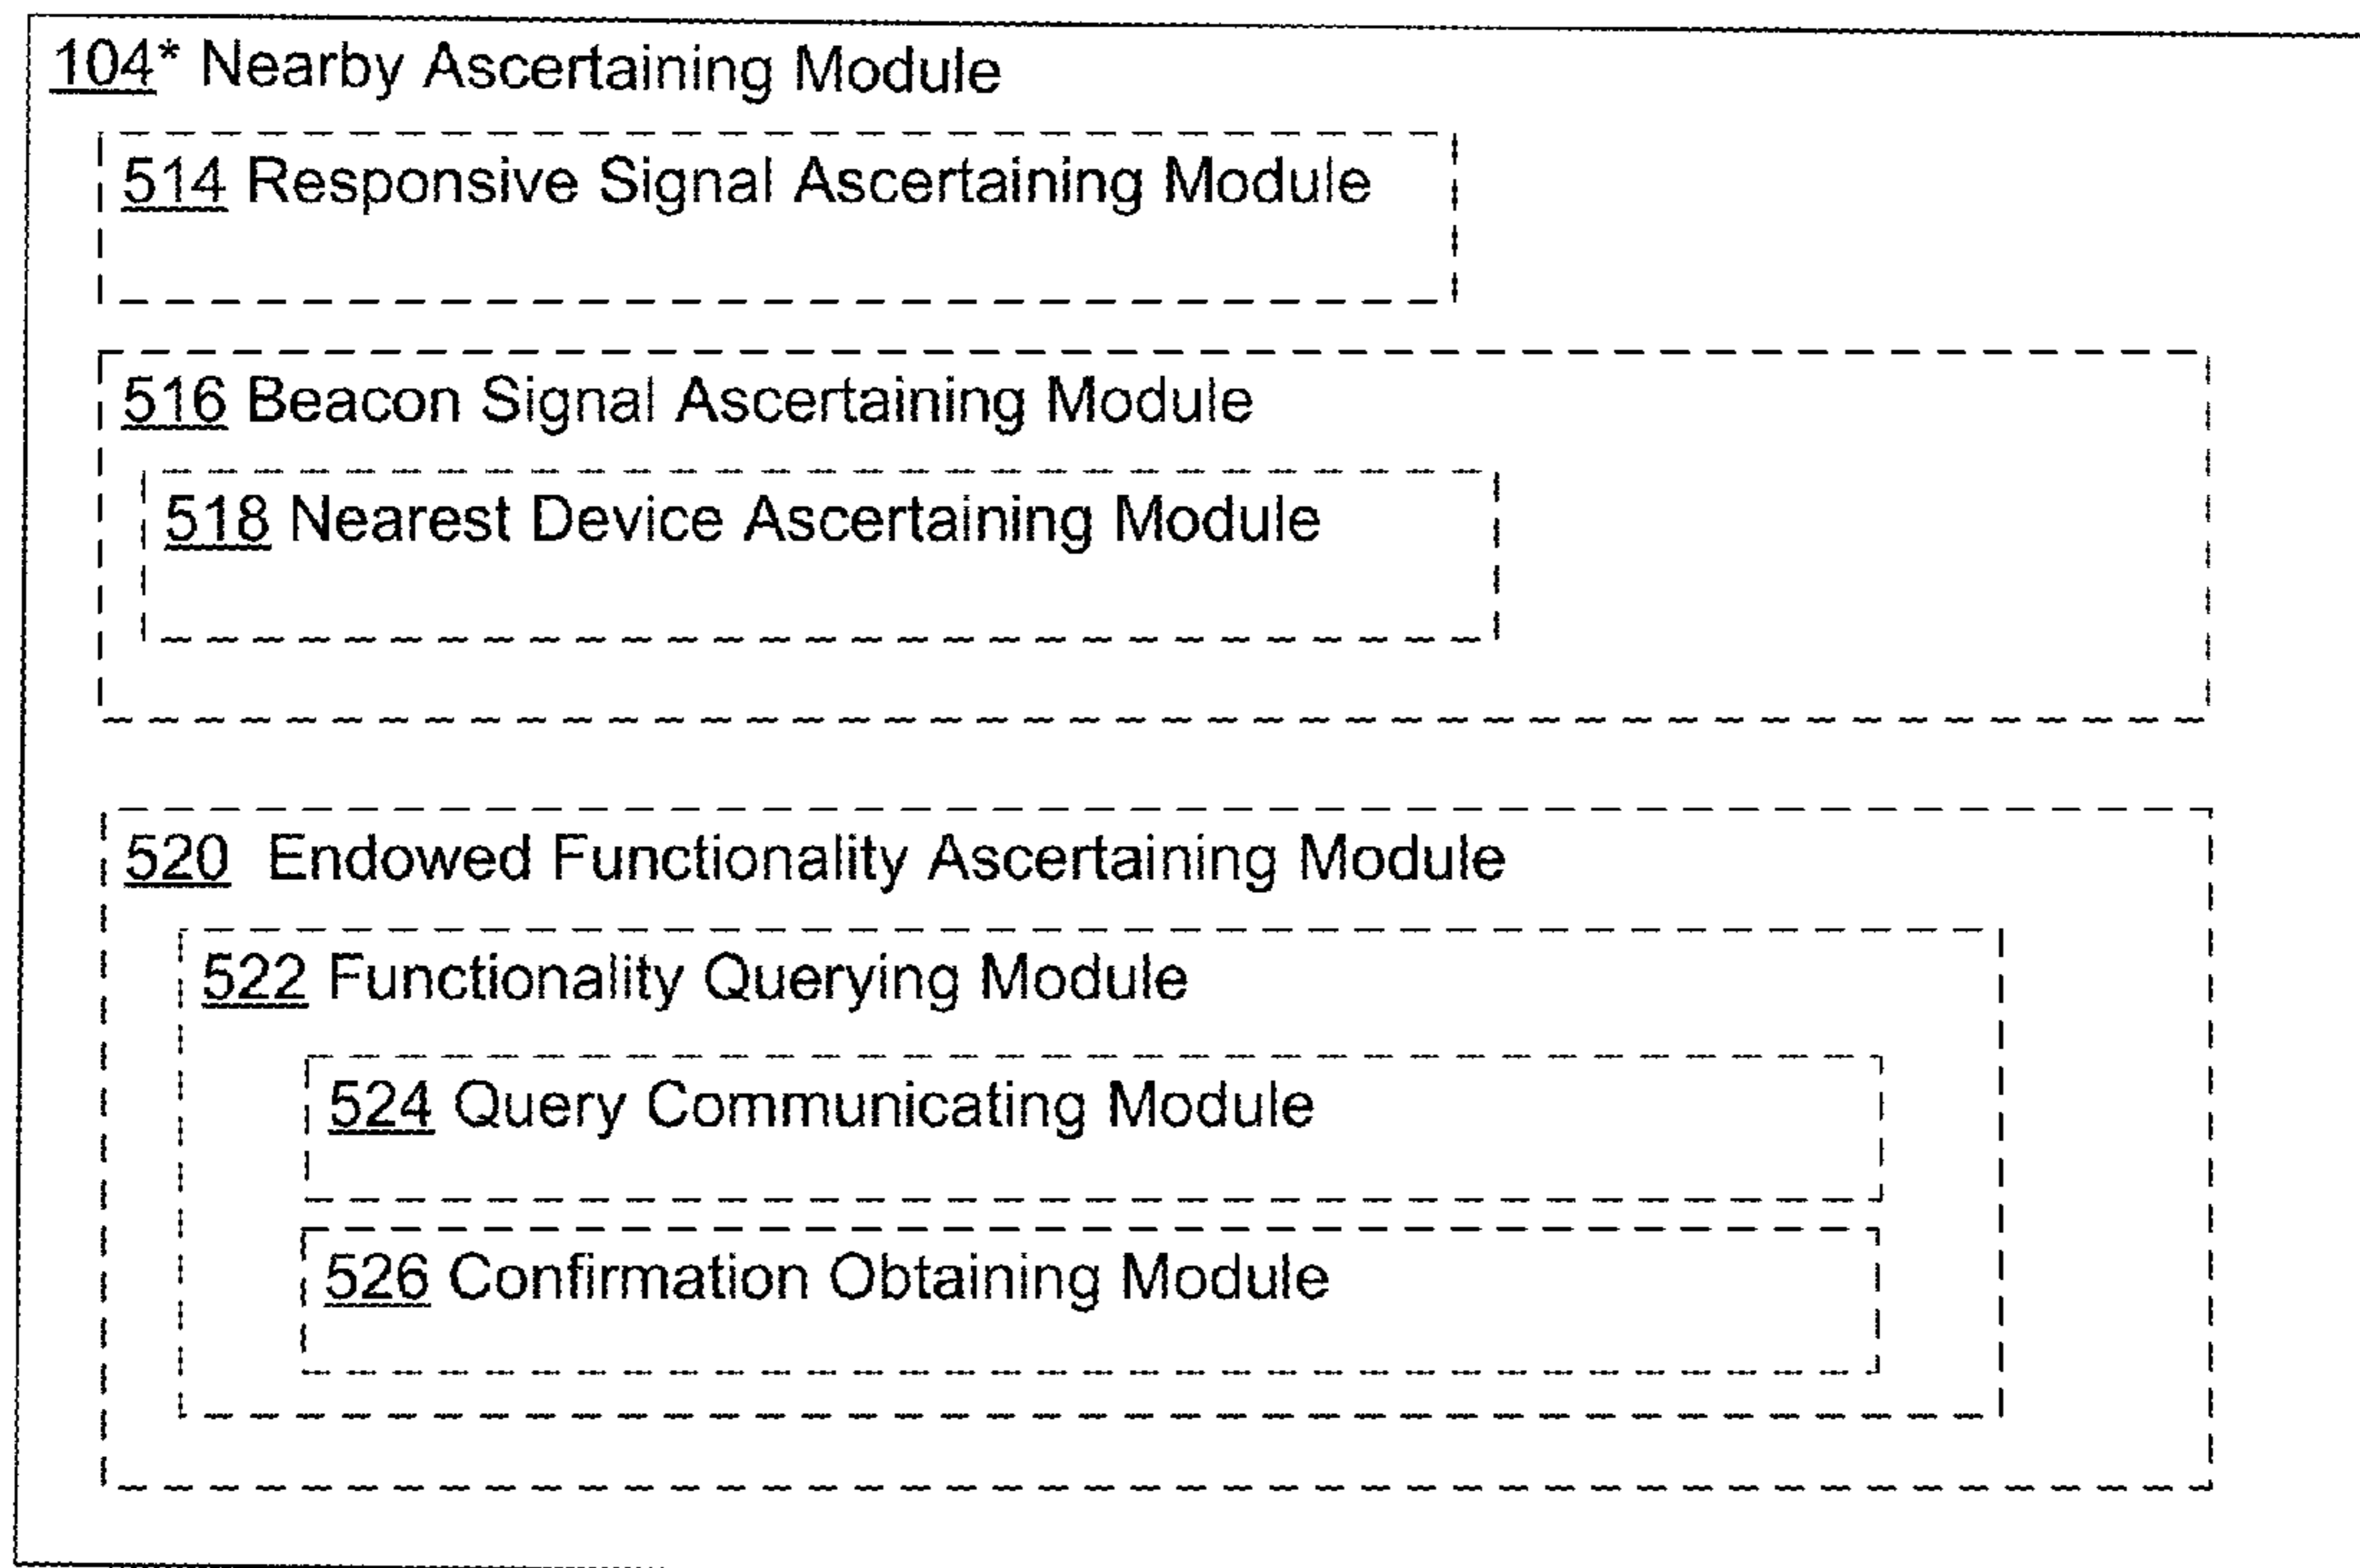 104* Nearby Ascertaining Module
514 Responsive Signal Ascertaining Module
516 Beacon Signal Ascertaining Module
518 Nearest Device Ascertaining Module
520 Endowed Functionality Ascertaining Module
522 Functionality Querying Module
524 Query Communicating Module
526 Confirmation Obtaining Module